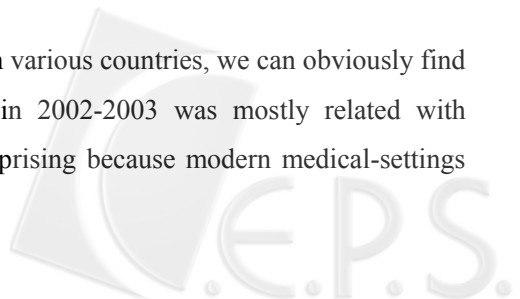 various countries, we can obviously find
in 2002-2003 was mostly related with
prising because modern medical-settings
C.E.P.S.